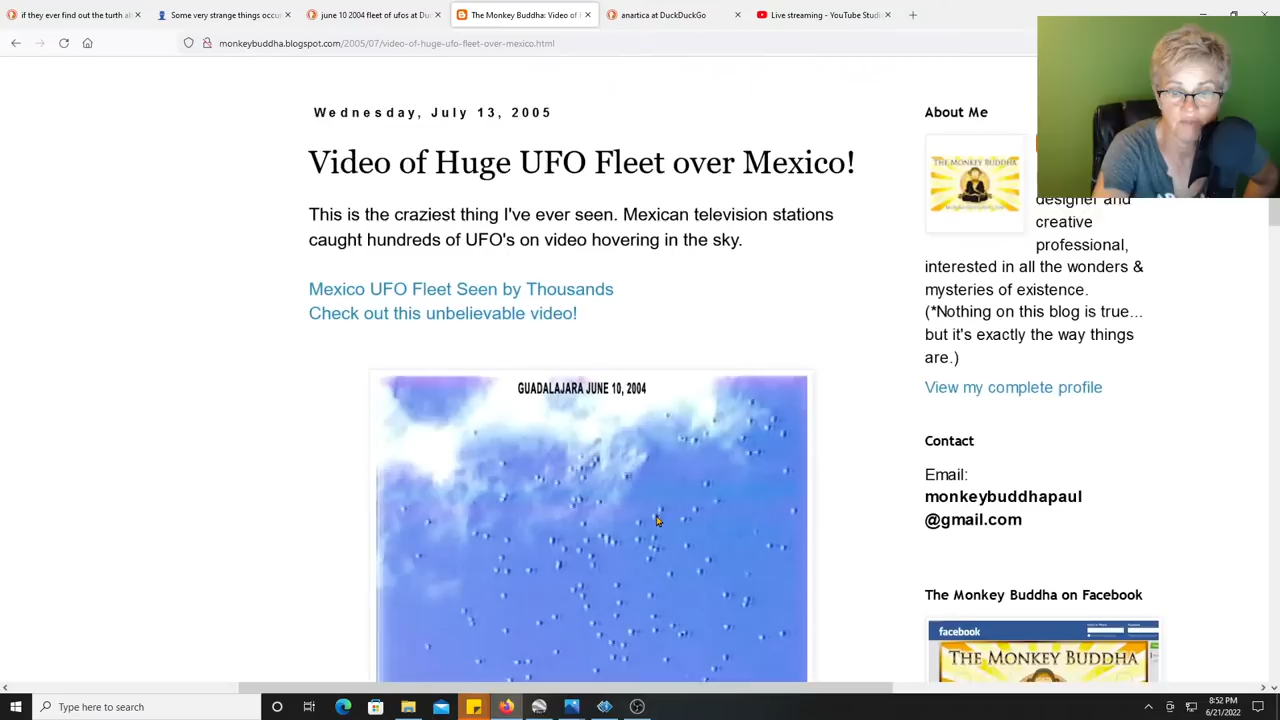 if they ever find out the turth al
Some very strange things occu
june 10 2004 fleet of ufos at Du
The Monkey Buddha: Video of
anartica at DuckDuckGo
Live streaming - YouTube Studi
monkeybuddha.blogspot.com/2005/07/video-of-huge-ufo-fleet-over-mexico.html
Wednesday, July 13, 2005
Video of Huge UFO Fleet over Mexico!
This is the craziest thing I've ever seen. Mexican television stations
caught hundreds of UFO's on video hovering in the sky.
Mexico UFO Fleet Seen by Thousands
Check out this unbelievable video!
GUADALAJARA JUNE 10, 2004
About Me
THE MONKEY BUDDHA
designer and
creative
professional,
interested in all the wonders &
mysteries of existence.
(*Nothing on this blog is true...
but it's exactly the way things
are.)
View my complete profile
Contact
Email:
monkeybuddhapaul
@gmail.com
The Monkey Buddha on Facebook
facebook
THE MONKEY BUDDHA
Type here to search
8:52 PM
6/21/2022